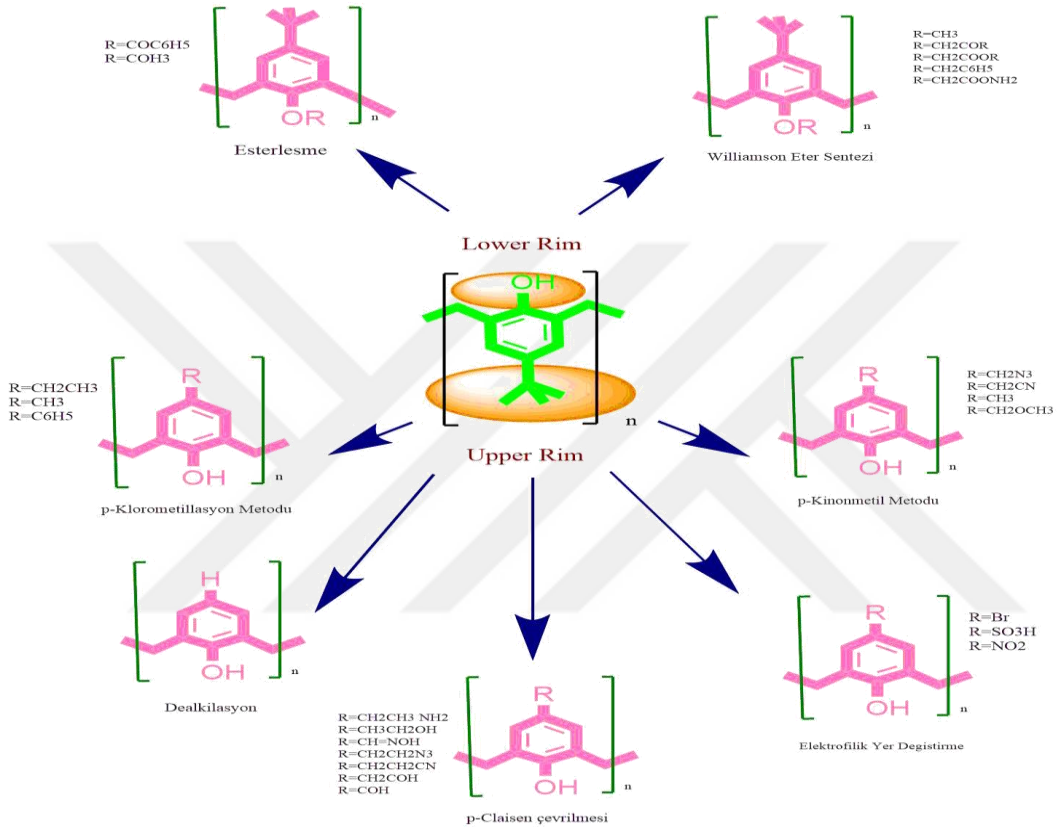 R=COC6H5
R=COH3
OR
n
Esterlesme
R=CH3
R=CH2COR
R=CH2COOR
R=CH2C6H5
R=CH2COONH2
OR
n
Williamson Eter Sentezi
Lower Rim
OH
n
Upper Rim
R=CH2CH3
R=CH3
R=C6H5
R
OH
n
p-Klorometillasyon Metodu
R=CH2N3
R=CH2CN
R=CH3
R=CH2OCH3
R
OH
n
p-Kinonmetil Metodu
H
OH
n
Dealkilasyon
R=CH2CH3 NH2
R=CH3CH2OH
R=CH=NOH
R=CH2CH2N3
R=CH2CH2CN
R=CH2COH
R=COH
R
OH
n
p-Claisen çevrilmesi
R=Br
R=SO3H
R=NO2
R
OH
n
Elektrofilik Yer Degistirme